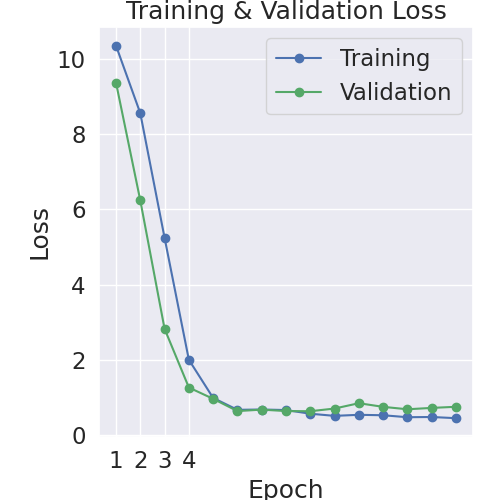 Training & Validation Loss
Training
Validation
Loss
10
8
6
4
2
0
1 2 3 4
Epoch